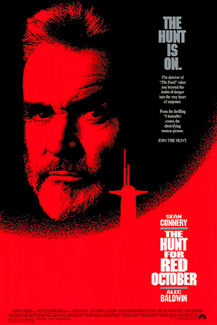 THE
HUNT
IS
ON.
The director of
"Die Hard" takes
you beyond the
realm of danger
into the very heart
of suspense.
From the thrilling
#1 bestseller
comes the
electrifying
motion picture.
JOIN THE HUNT.
SEAN
CONNERY
THE
HUNT
FOR
RED
OCTOBER
ALEC
BALDWIN